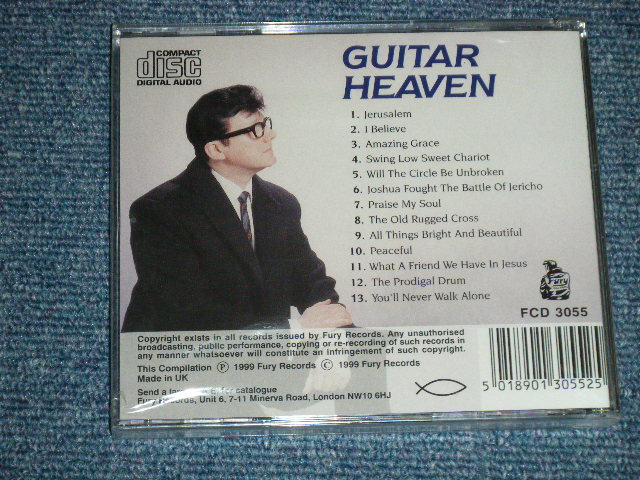 COMPACT
disc
DIGITAL AUDIO
GUITAR
HEAVEN
1. Jerusalem
2. I Believe
3. Amazing Grace
4. Swing Low Sweet Chariot
5. Will The Circle Be Unbroken
6. Joshua Fought The Battle Of Jericho
7. Praise My Soul
8. The Old Rugged Cross
9. All Things Bright And Beautiful
10. Peaceful
11. What A Friend We Have In Jesus
12. The Prodigal Drum
13. You'll Never Walk Alone
Fury
FCD 3055
Copyright exists in all records issued by Fury Records. Any unauthorised
broadcasting, public performance, copying or re-recording of such records in
any manner whatsoever will constitute an infringement of such copyright.
This Compilation Ⓟ 1999 Fury Records © 1999 Fury Records
Made in UK
Send a for catalogue
Fury Records, Unit 6, 7-11 Minerva Road, London NW10 6HJ
5 018901 305525